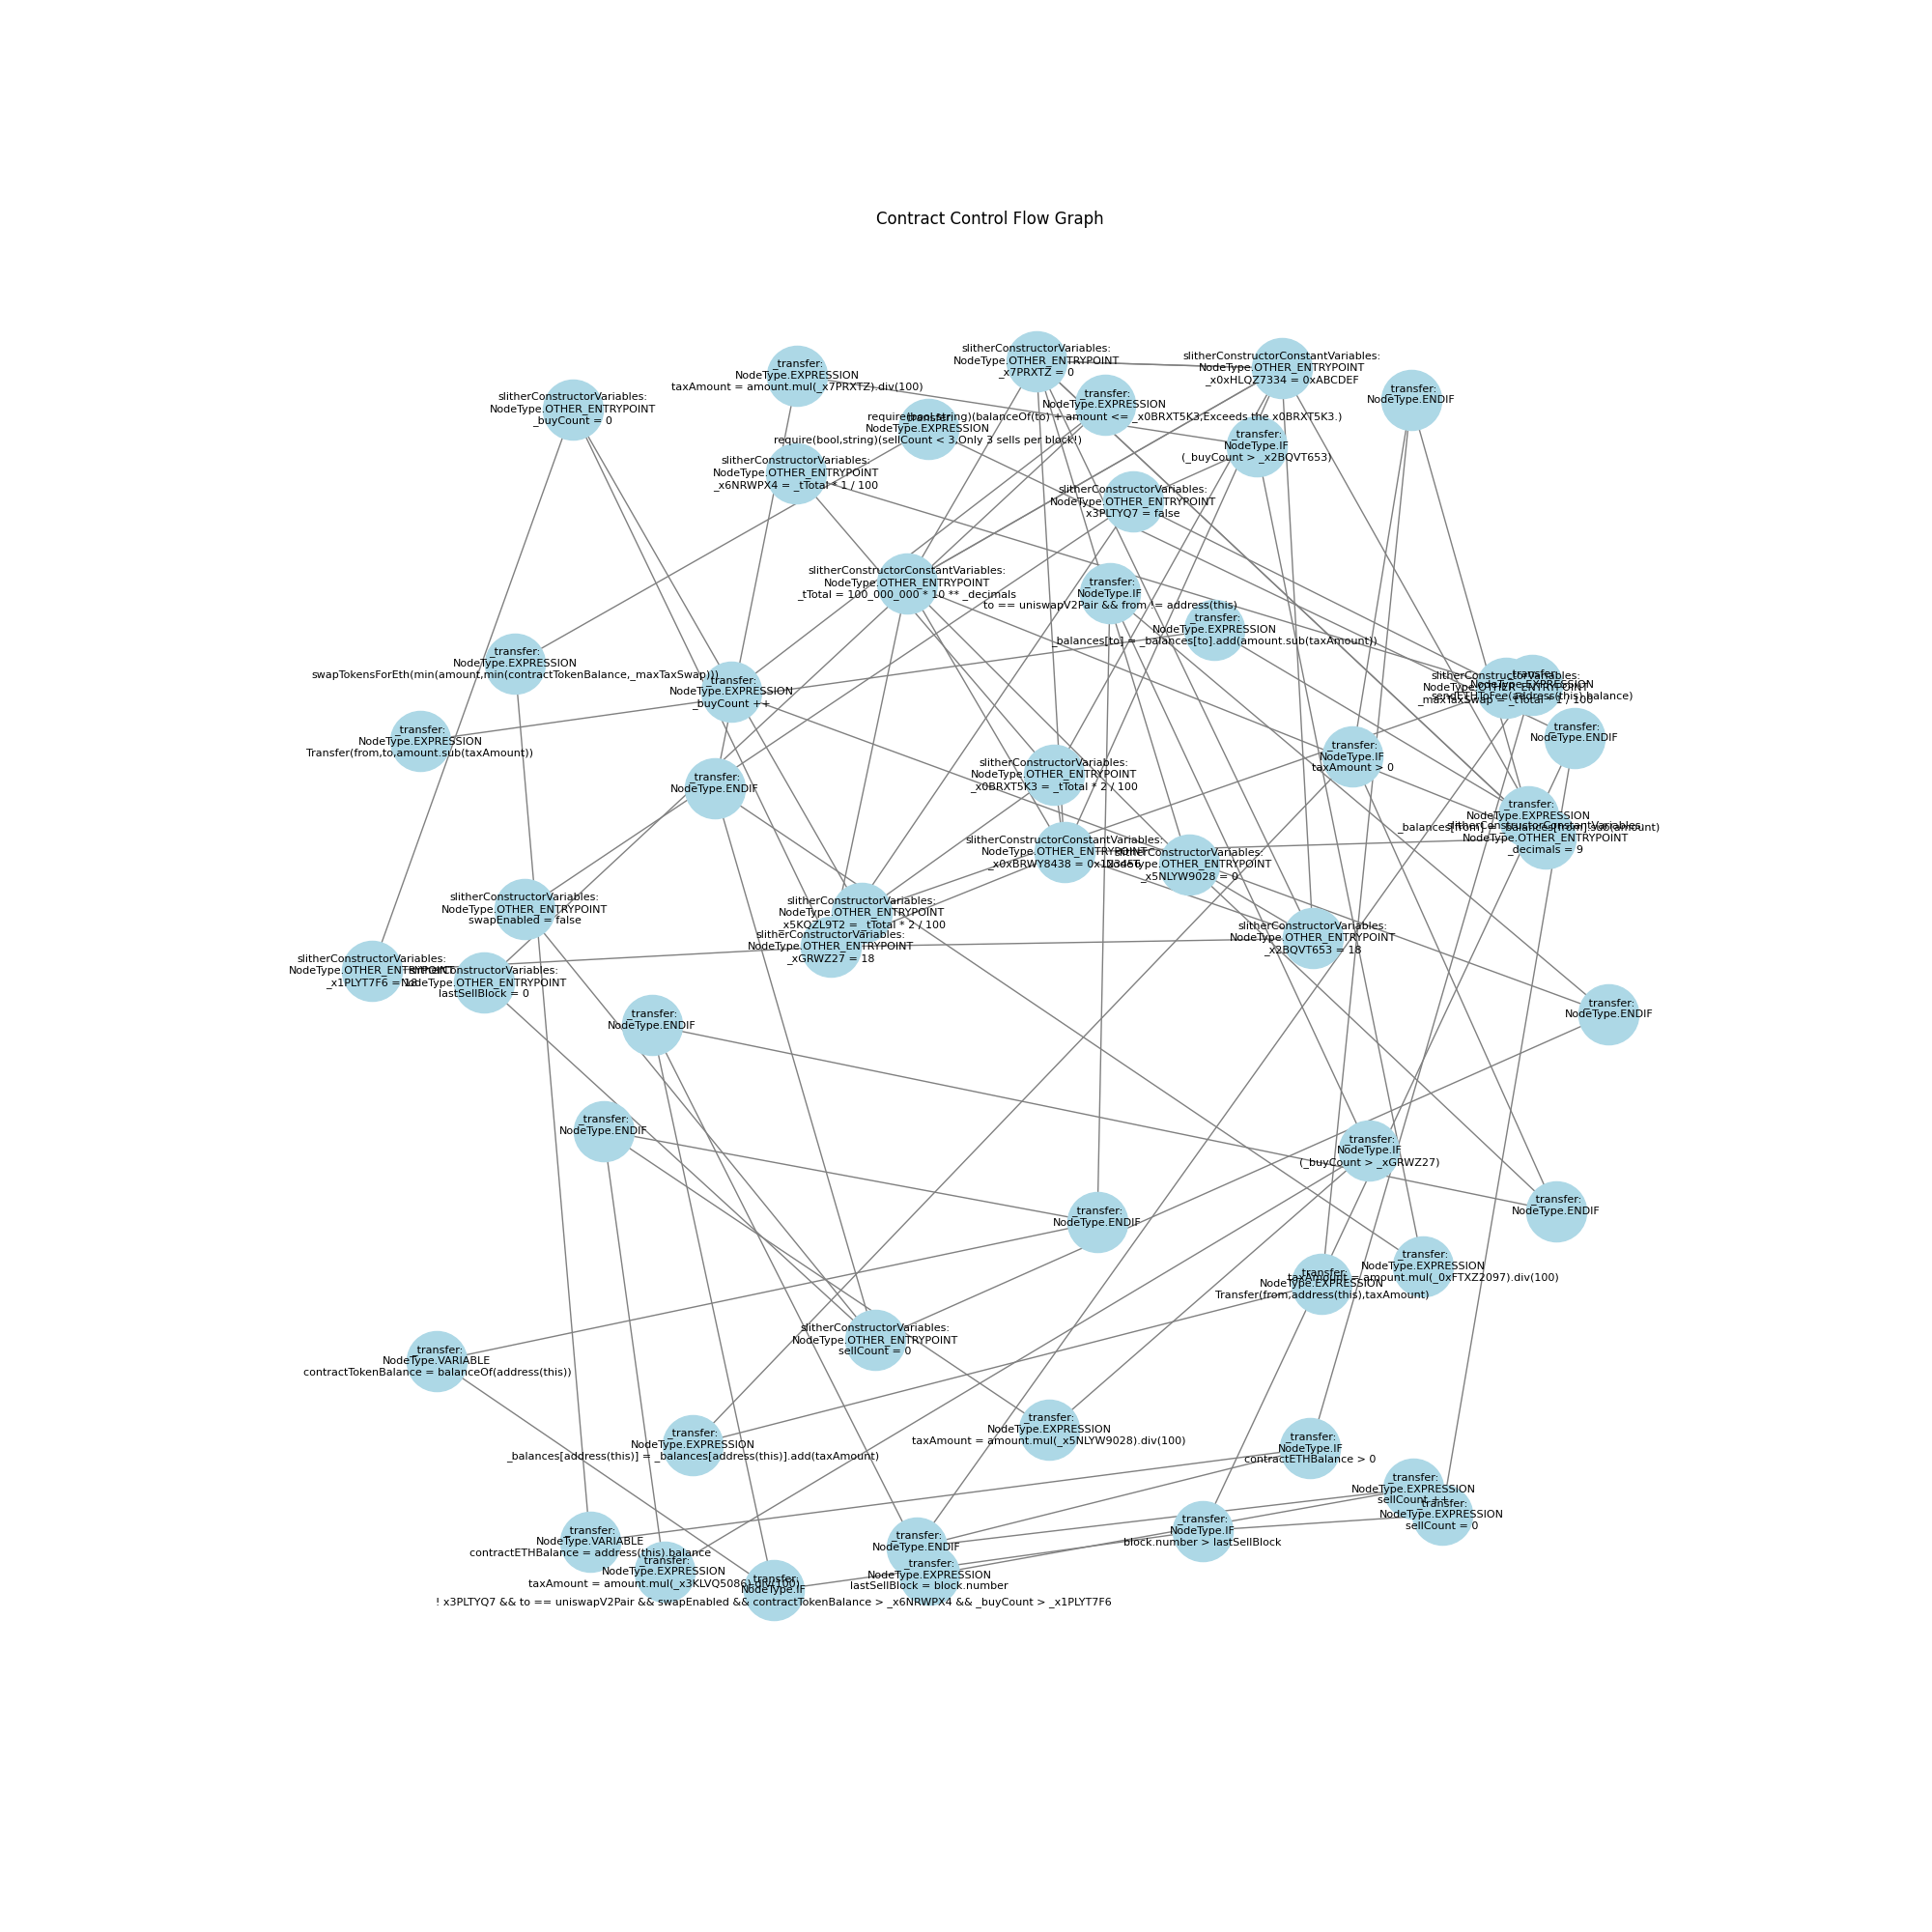 Contract Control Flow Graph
slitherConstructorVariables:
NodeType.OTHER_ENTRYPOINT
_x7PRXTZ = 0
slitherConstructorConstantVariables:
NodeType.OTHER_ENTRYPOINT
_x0xHLQZ7334 = 0xABCDEF
_transfer:
NodeType.EXPRESSION
taxAmount = amount.mul(_x7PRXTZ).div(100)
_transfer:
NodeType.ENDIF
slitherConstructorVariables:
NodeType.OTHER_ENTRYPOINT
_buyCount = 0
_transfer:
NodeType.EXPRESSION
require(bool,string)(balanceOf(to) + amount <= _x0BRXT5K3,Exceeds the x0BRXT5K3.)
_transfer:
NodeType.EXPRESSION
require(bool,string)(sellCount < 3,Only 3 sells per block!)
_transfer:
NodeType.IF
(_buyCount > _x2BQVT653)
slitherConstructorVariables:
NodeType.OTHER_ENTRYPOINT
_x6NRWPX4 = _tTotal * 1 / 100
slitherConstructorVariables:
NodeType.OTHER_ENTRYPOINT
x3PLTYQ7 = false
slitherConstructorConstantVariables:
NodeType.OTHER_ENTRYPOINT
_tTotal = 100_000_000 * 10 ** _decimals
_transfer:
NodeType.IF
to == uniswapV2Pair && from != address(this)
_transfer:
NodeType.EXPRESSION
_balances[to] = _balances[to].add(amount.sub(taxAmount))
_transfer:
NodeType.EXPRESSION
swapTokensForEth(min(amount,min(contractTokenBalance,_maxTaxSwap)))
_transfer:
NodeType.EXPRESSION
_buyCount ++
slitherConstructorVariables:
NodeType.OTHER_ENTRYPOINT
_maxTaxSwap = _tTotal * 1 / 100
_transfer:
NodeType.EXPRESSION
sendETHToFee(address(this).balance)
_transfer:
NodeType.EXPRESSION
Transfer(from,to,amount.sub(taxAmount))
_transfer:
NodeType.ENDIF
_transfer:
NodeType.IF
taxAmount > 0
_transfer:
NodeType.ENDIF
slitherConstructorVariables:
NodeType.OTHER_ENTRYPOINT
_x0BRXT5K3 = _tTotal * 2 / 100
_transfer:
NodeType.EXPRESSION
_balances[from] = _balances[from].sub(amount)
slitherConstructorConstantVariables:
NodeType.OTHER_ENTRYPOINT
_decimals = 9
slitherConstructorConstantVariables:
NodeType.OTHER_ENTRYPOINT
_x0xBRWY8438 = 0x123456
slitherConstructorVariables:
NodeType.OTHER_ENTRYPOINT
_x5NLYW9028 = 0
slitherConstructorVariables:
NodeType.OTHER_ENTRYPOINT
swapEnabled = false
slitherConstructorVariables:
NodeType.OTHER_ENTRYPOINT
_x5KQZL9T2 = _tTotal * 2 / 100
slitherConstructorVariables:
NodeType.OTHER_ENTRYPOINT
_xGRWZ27 = 18
slitherConstructorVariables:
NodeType.OTHER_ENTRYPOINT
_x2BQVT653 = 18
slitherConstructorVariables:
NodeType.OTHER_ENTRYPOINT
_x1PLYT7F6 = 18
slitherConstructorVariables:
NodeType.OTHER_ENTRYPOINT
lastSellBlock = 0
_transfer:
NodeType.ENDIF
_transfer:
NodeType.ENDIF
_transfer:
NodeType.ENDIF
_transfer:
NodeType.IF
(_buyCount > _xGRWZ27)
_transfer:
NodeType.ENDIF
_transfer:
NodeType.ENDIF
_transfer:
NodeType.EXPRESSION
taxAmount = amount.mul(_0xFTXZ2097).div(100)
_transfer:
NodeType.EXPRESSION
Transfer(from,address(this),taxAmount)
slitherConstructorVariables:
NodeType.OTHER_ENTRYPOINT
sellCount = 0
_transfer:
NodeType.VARIABLE
contractTokenBalance = balanceOf(address(this))
_transfer:
NodeType.EXPRESSION
taxAmount = amount.mul(_x5NLYW9028).div(100)
_transfer:
NodeType.EXPRESSION
_balances[address(this)] = _balances[address(this)].add(taxAmount)
_transfer:
NodeType.IF
contractETHBalance > 0
_transfer:
NodeType.EXPRESSION
sellCount ++
_transfer:
NodeType.EXPRESSION
sellCount = 0
_transfer:
NodeType.IF
block.number > lastSellBlock
_transfer:
NodeType.VARIABLE
contractETHBalance = address(this).balance
_transfer:
NodeType.ENDIF
_transfer:
NodeType.EXPRESSION
taxAmount = amount.mul(_x3KLVQ5086).div(100)
_transfer:
NodeType.EXPRESSION
lastSellBlock = block.number
_transfer:
NodeType.IF
! x3PLTYQ7 && to == uniswapV2Pair && swapEnabled && contractTokenBalance > _x6NRWPX4 && _buyCount > _x1PLYT7F6